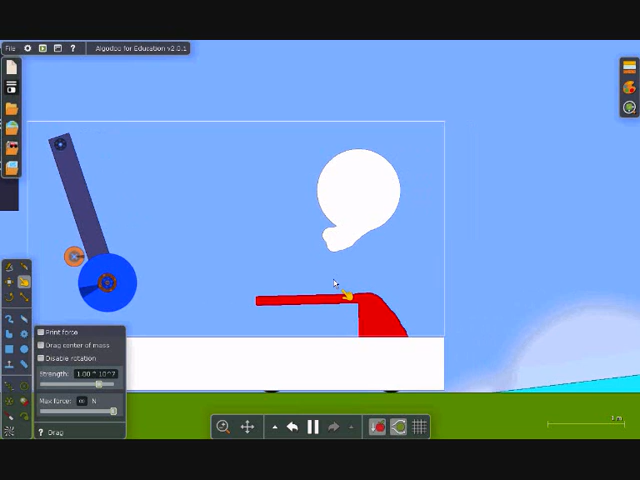 File ? Algodoo for Education v2.0.1
Print force
Drag center of mass
Disable rotation
Strength: 1.00 * 10^7
Max force: ∞ N
? Drag